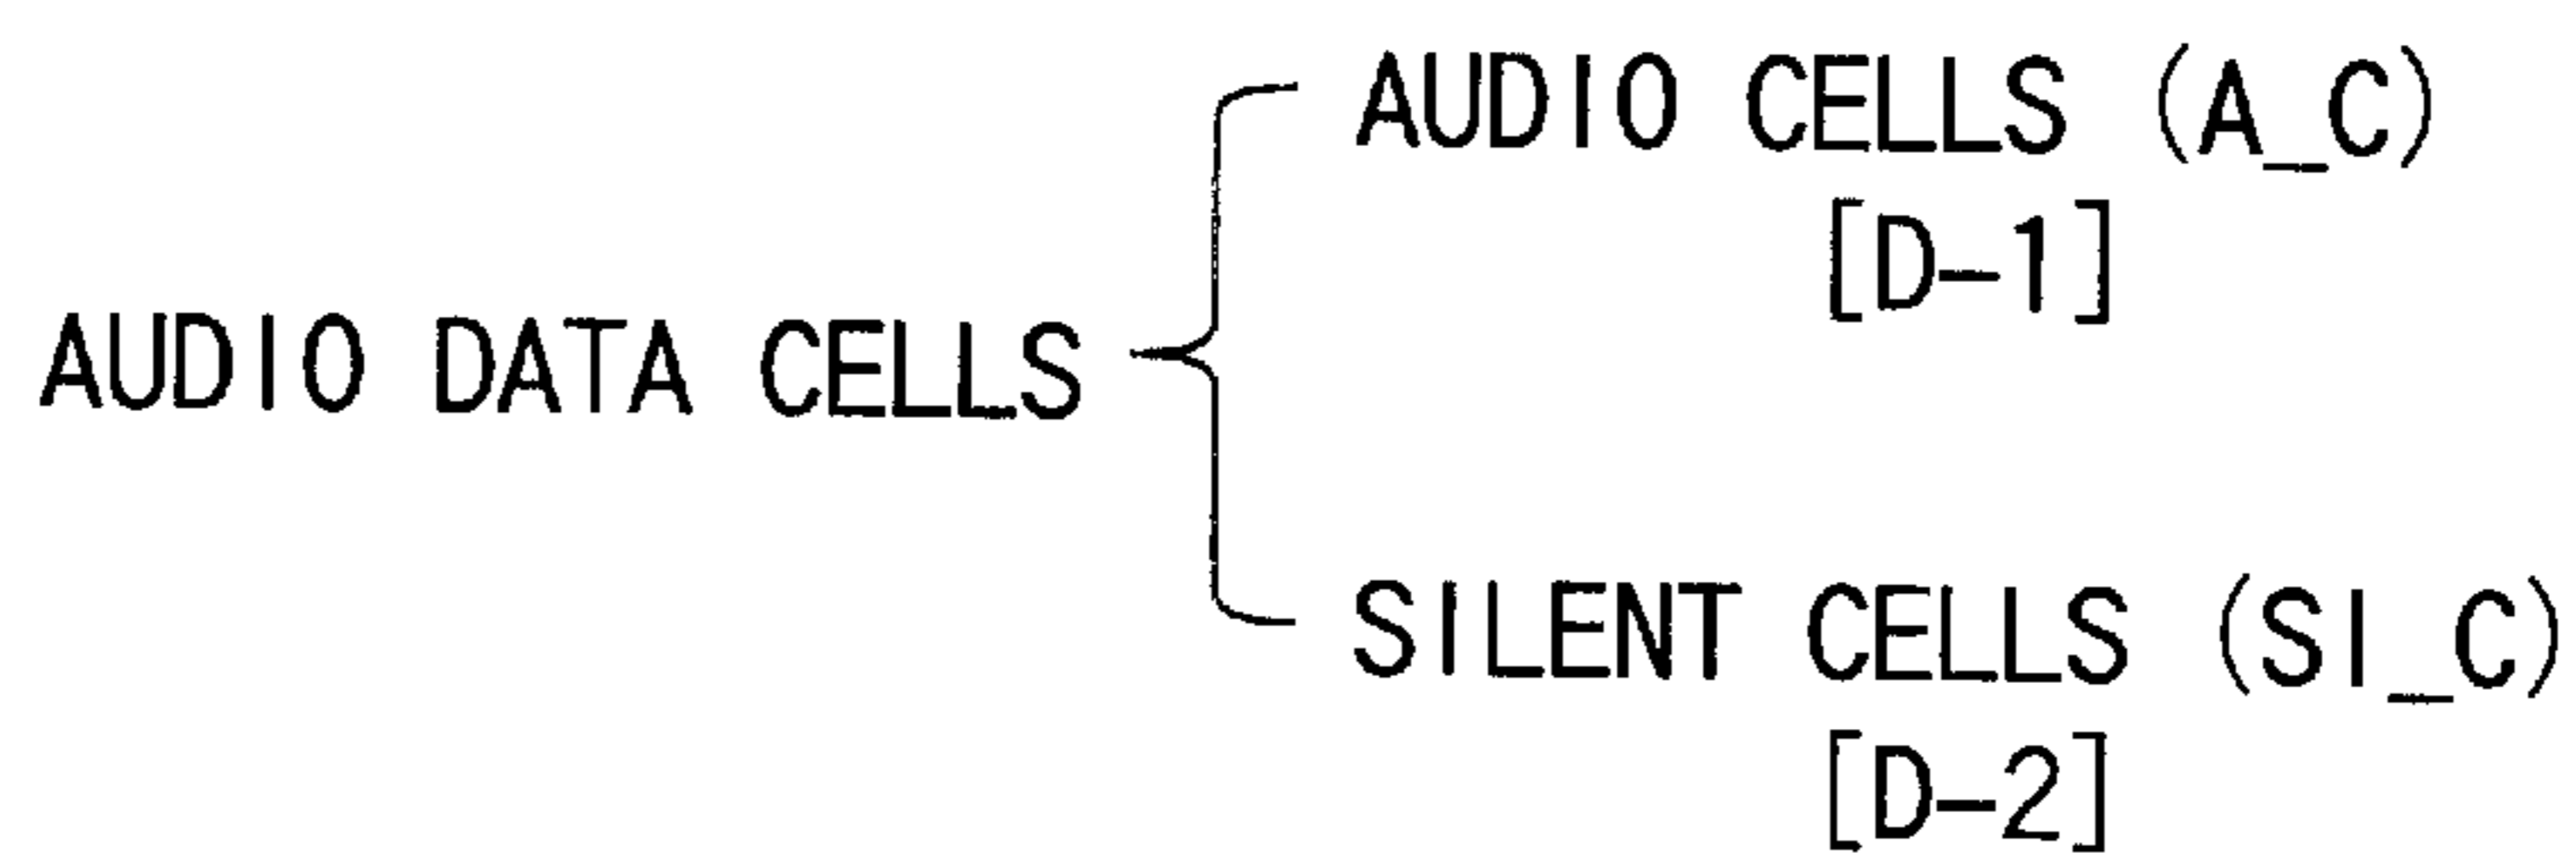 AUDIO DATA CELLS
AUDIO CELLS (A_C)
[D-1]
SILENT CELLS (SI_C)
[D-2]